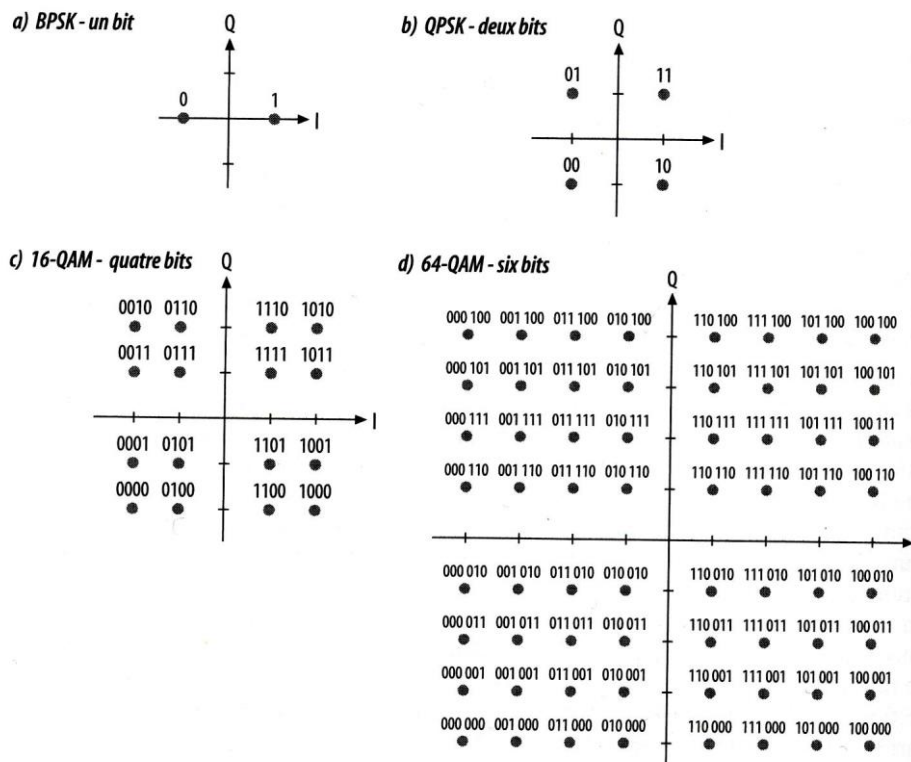 a) BPSK - un bit
Q
0 1
I
b) QPSK - deux bits
Q
01 11
I
00 10
c) 16-QAM - quatre bits
Q
0010 0110 1110 1010
0011 0111 1111 1011
I
0001 0101 1101 1001
0000 0100 1100 1000
d) 64-QAM - six bits
Q
000 100 001 100 011 100 010 100 110 100 111 100 101 100 100 100
000 101 001 101 011 101 010 101 110 101 111 101 101 101 100 101
000 111 001 111 011 111 010 111 110 111 111 111 101 111 100 111
000 110 001 110 011 110 010 110 110 110 111 110 101 110 100 110
000 010 001 010 011 010 010 010 110 010 111 010 101 010 100 010
000 011 001 011 011 011 010 011 110 011 111 011 101 011 100 011
000 001 001 001 011 001 010 001 110 001 111 001 101 001 100 001
000 000 001 000 011 000 010 000 110 000 111 000 101 000 100 000